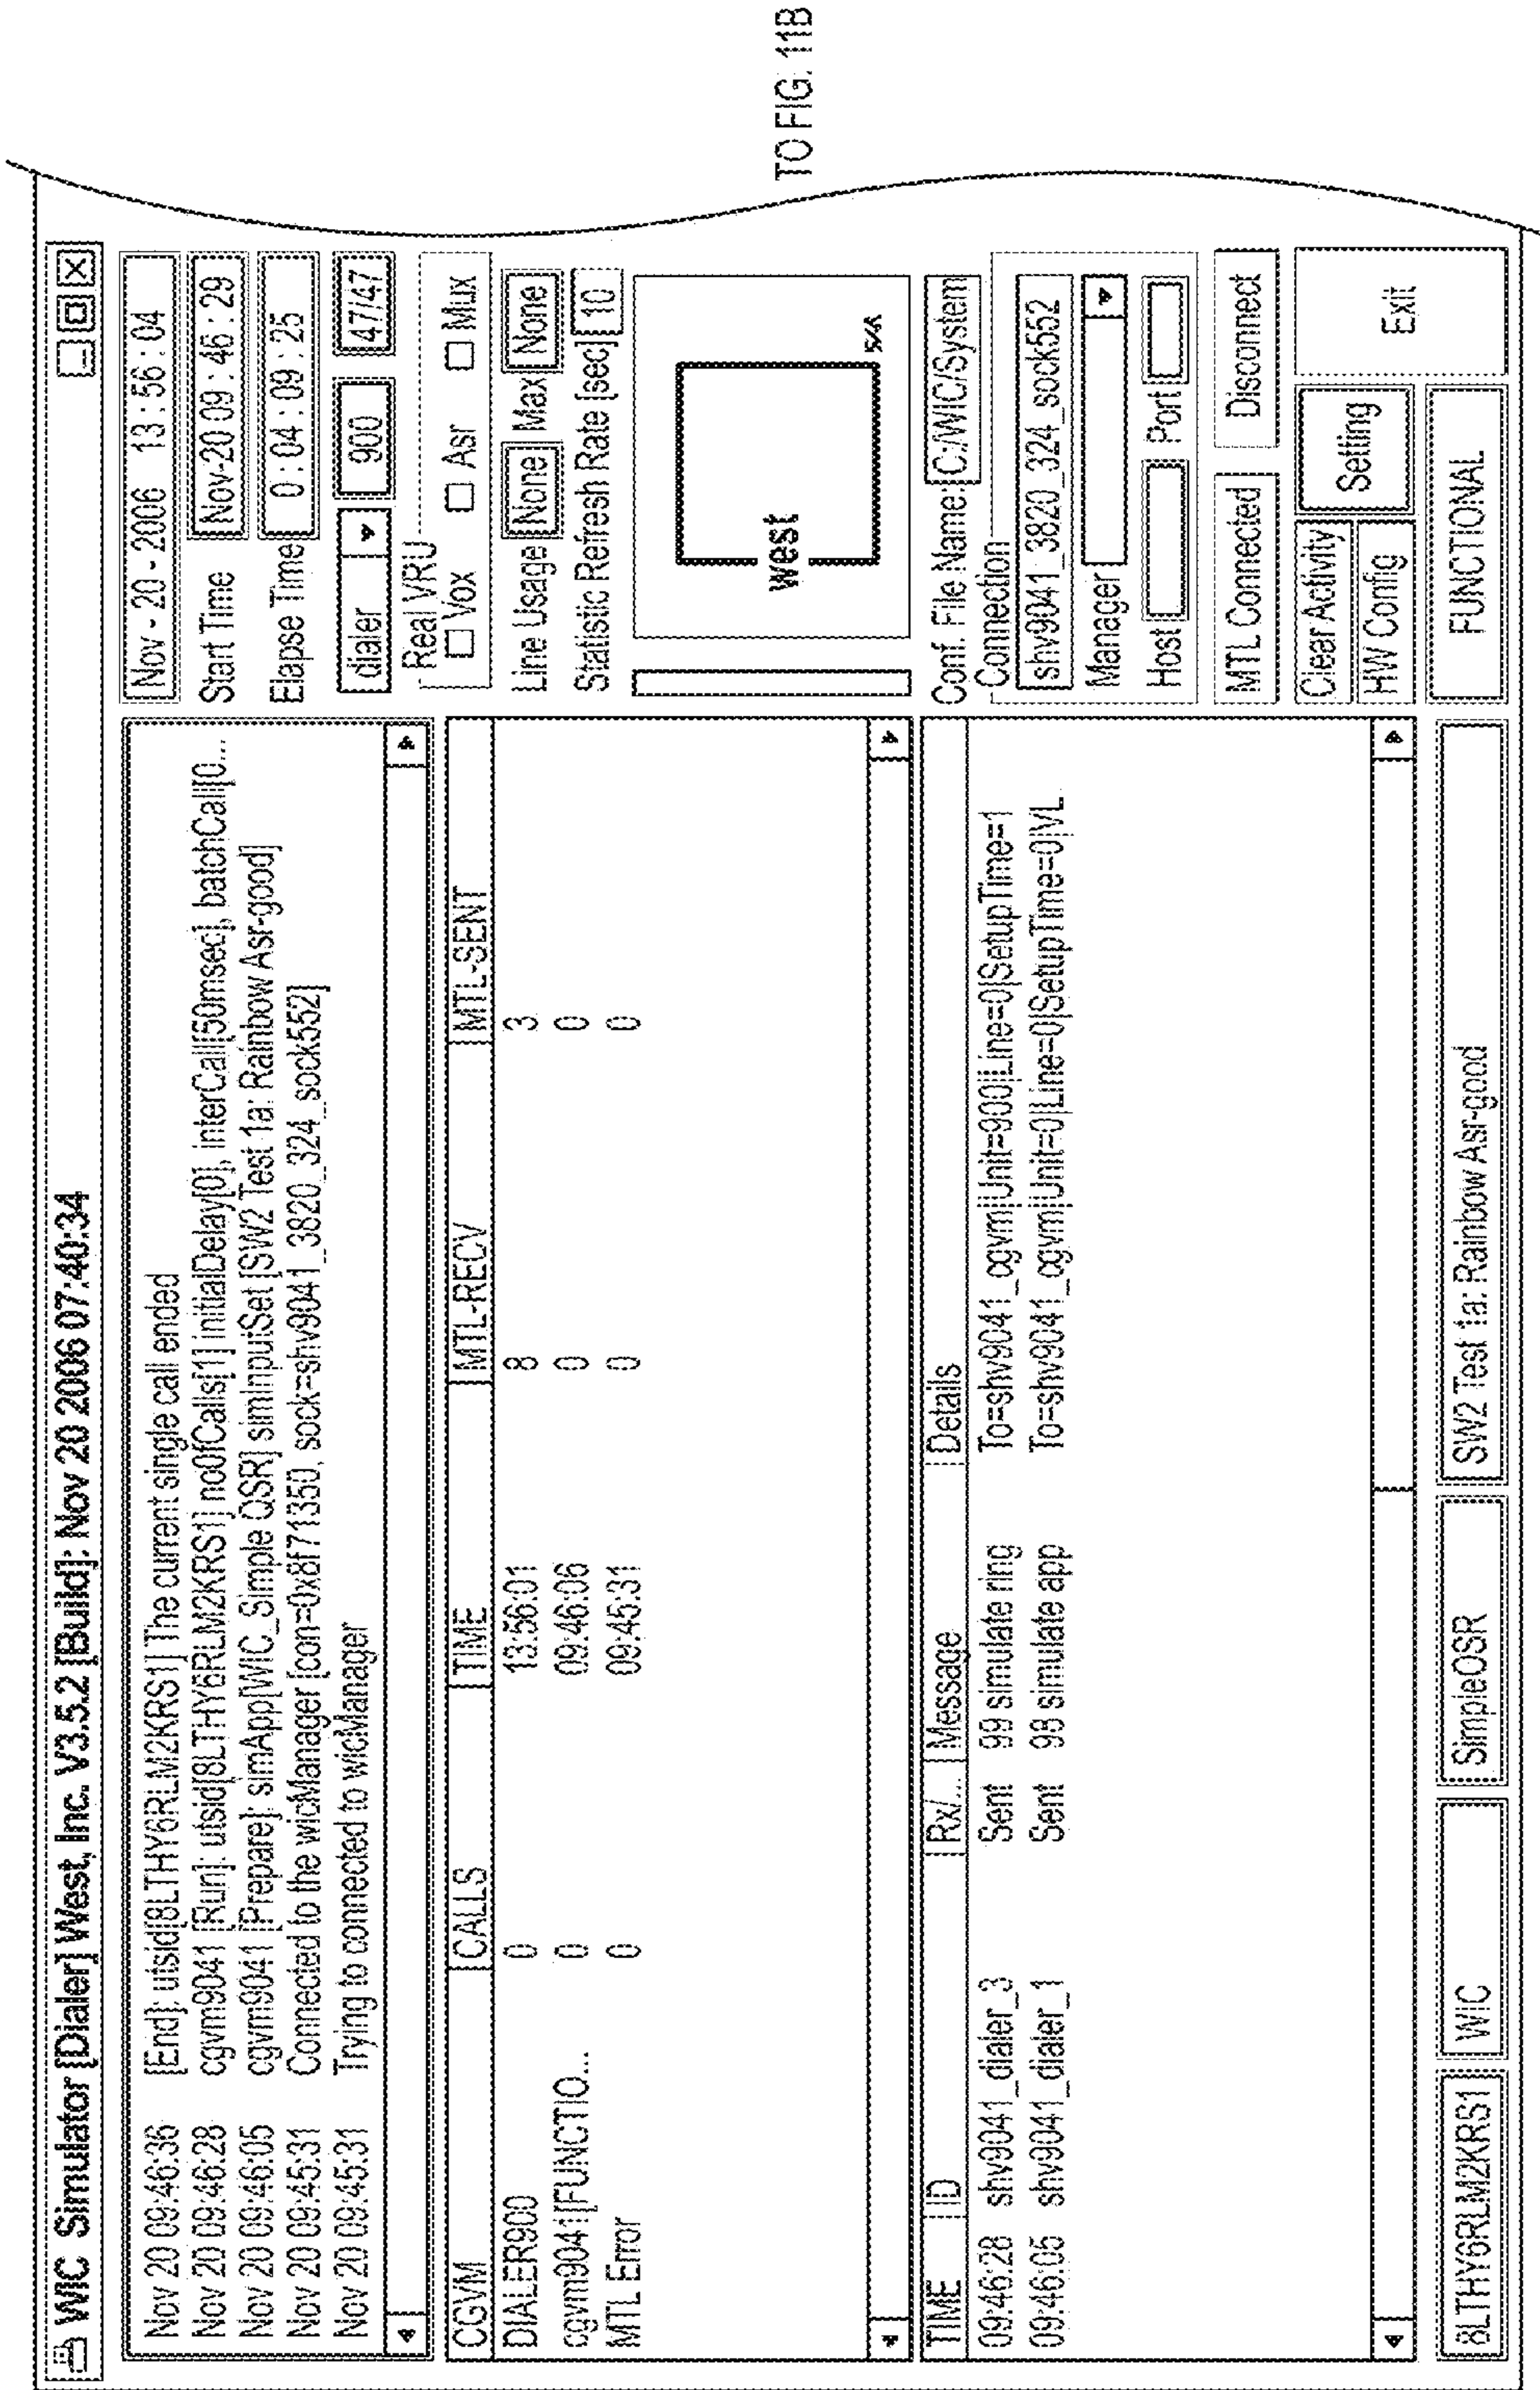 WIC Simulator [Dialer] West, Inc. V3.5.2 [Build]: Nov 20 2006 07:40:34
Nov 20 09:46:36 [End]: utsid[8LTHY6RLM2KRS1] The current single call ended
Nov 20 09:46:28 cgvm9041 [Run]: utsid[8LTHY6RLM2KRS1] noOfCalls[1] initialDelay[0], interCall[50msec], batchCall[0...
Nov 20 09:46:05 cgvm9041 [Prepare]: simApp[WIC_Simple OSR] simInputSet [SW2 Test 1a: Rainbow Asr-good]
Nov 20 09:45:31 Connected to the wicManager [con=0x8f71350, sock=shv9041_3820_324_sock552]
Nov 20 09:45:31 Trying to connected to wicManager
CGVM CALLS TIME MTL-RECV MTL-SENT
DIALER900 0 13:56:01 8 3
cgvm9041[FUNCTIO... 0 09:46:06 0 0
MTL Error 0 09:45:31 0 0
TIME ID Rx/... Message Details
09:46:28 shv9041_dialer_3 Sent 99 simulate ring To=shv9041_cgvm|Unit=900|Line=0|SetupTime=1
09:46:05 shv9041_dialer_1 Sent 98 simulate app To=shv9041_cgvm|Unit=0|Line=0|SetupTime=0|VL
8LTHY6RLM2KRS1 WIC SimpleOSR SW2 Test 1a: Rainbow Asr-good
Nov - 20 - 2006 13 : 56 : 04
Start Time Nov-20 09 : 46 : 29
Elapse Time 0 : 04 : 09 : 25
dialer 900 47/47
Real VRU
Vox Asr Mux
Line Usage None Max None
Statistic Refresh Rate [sec] 10
west
Conf. File Name: C:/WIC/System
Connection
shv9041_3820_324_sock552
Manager
Host Port
MTL Connected Disconnect
Clear Activity Setting Exit
HW Config
FUNCTIONAL
TO FIG. 11B